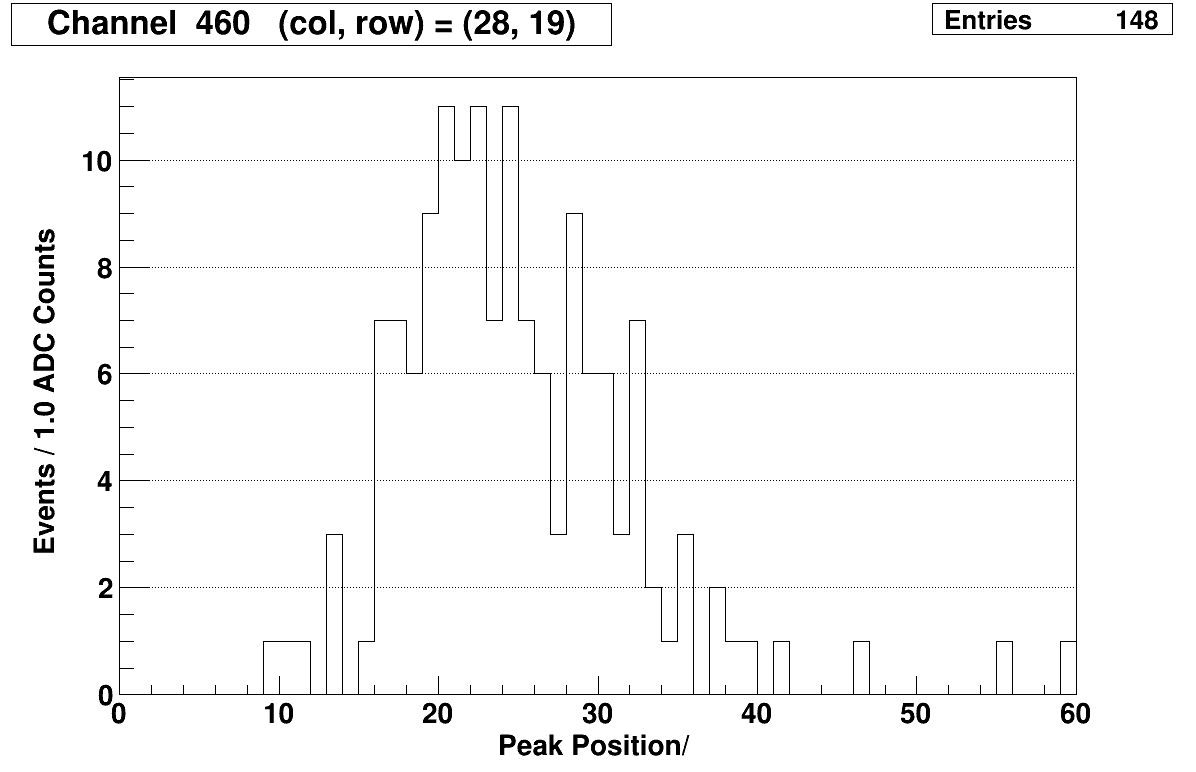 Channel 460 (col, row) = (28, 19)
Entries 148
Events / 1.0 ADC Counts
10
8
6
4
2
0
0 10 20 30 40 50 60
Peak Position/